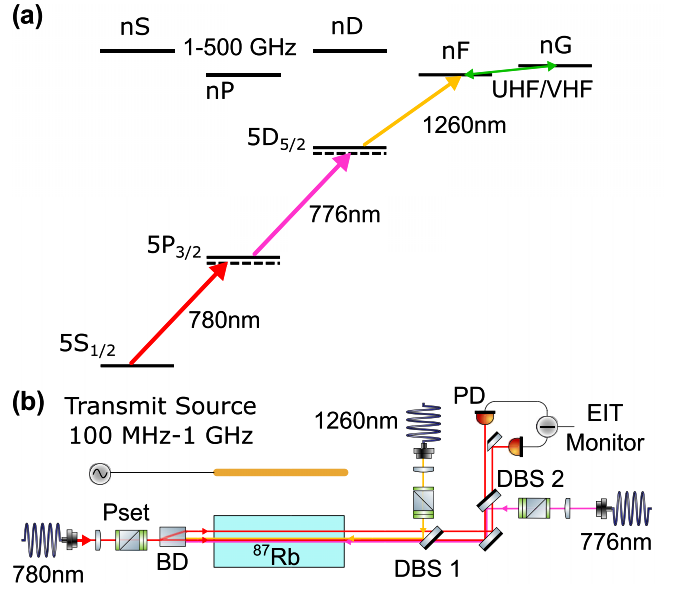 (a)
nS
1-500 GHz
nD
nP
nF
nG
UHF/VHF
1260nm
5D5/2
776nm
5P3/2
780nm
5S1/2
(b)
Transmit Source
100 MHz-1 GHz
1260nm
PD
EIT
Monitor
DBS 2
Pset
BD
87Rb
DBS 1
780nm
776nm